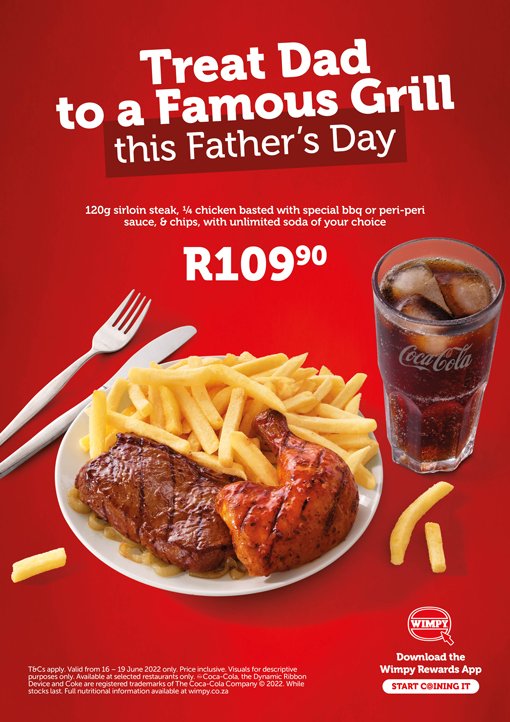 Treat Dad
to a Famous Grill
this Father's Day
120g sirloin steak, ¼ chicken basted with special bbq or peri-peri
sauce, & chips, with unlimited soda of your choice
R109⁹⁰
Coca-Cola
WIMPY
Download the
Wimpy Rewards App
START COINING IT
T&Cs apply. Valid from 16 – 19 June 2022 only. Price inclusive. Visuals for descriptive
purposes only. Available at selected restaurants only. Coca-Cola, the Dynamic Ribbon
Device and Coke are registered trademarks of The Coca-Cola Company © 2022. While
stocks last. Full nutritional information available at wimpy.co.za